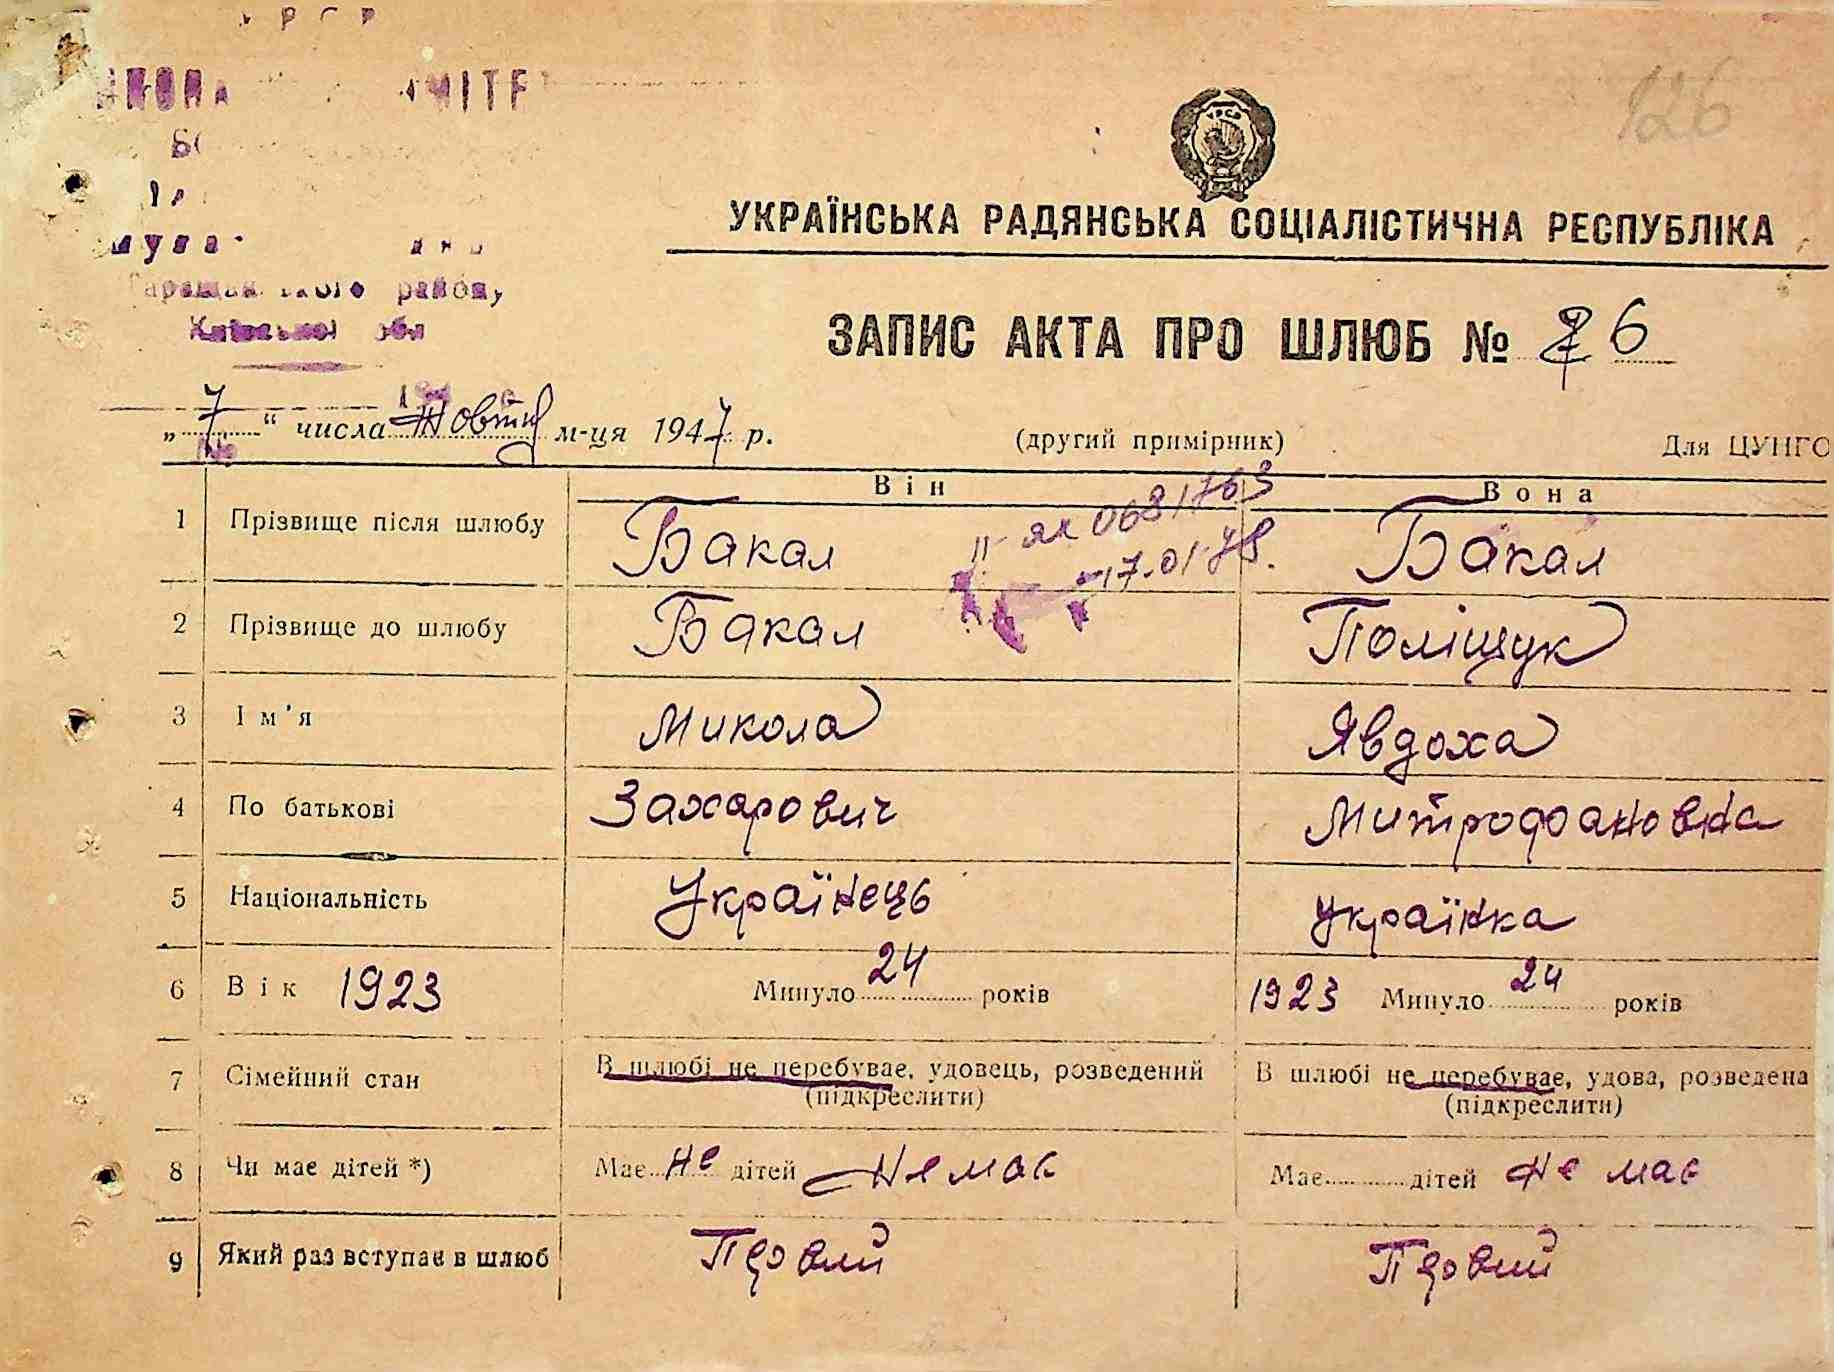 126
УРСР
УКРАЇНСЬКА РАДЯНСЬКА СОЦІАЛІСТИЧНА РЕСПУБЛІКА
району
обл
ЗАПИС АКТА ПРО ШЛЮБ № 26
„7“ числа Жовтня м-ця 1947 р. (другий примірник) Для ЦУНГО
Він Вона
1 Прізвище після шлюбу Бакал Бакал
0681763
17-01-78.
2 Прізвище до шлюбу Бакал Поліщук
3 Ім'я Микола Явдоха
4 По батькові Захарович Митрофановна
5 Національність Українець Українка
6 Вік 1923 Минуло 24 років 1923 Минуло 24 років
7 Сімейний стан В шлюбі не перебуває, удовець, розведений В шлюбі не перебуває, удова, розведена
(підкреслити) (підкреслити)
8 Чи має дітей *) Має не дітей не має Має дітей не має
9 Який раз вступає в шлюб Первий Первий